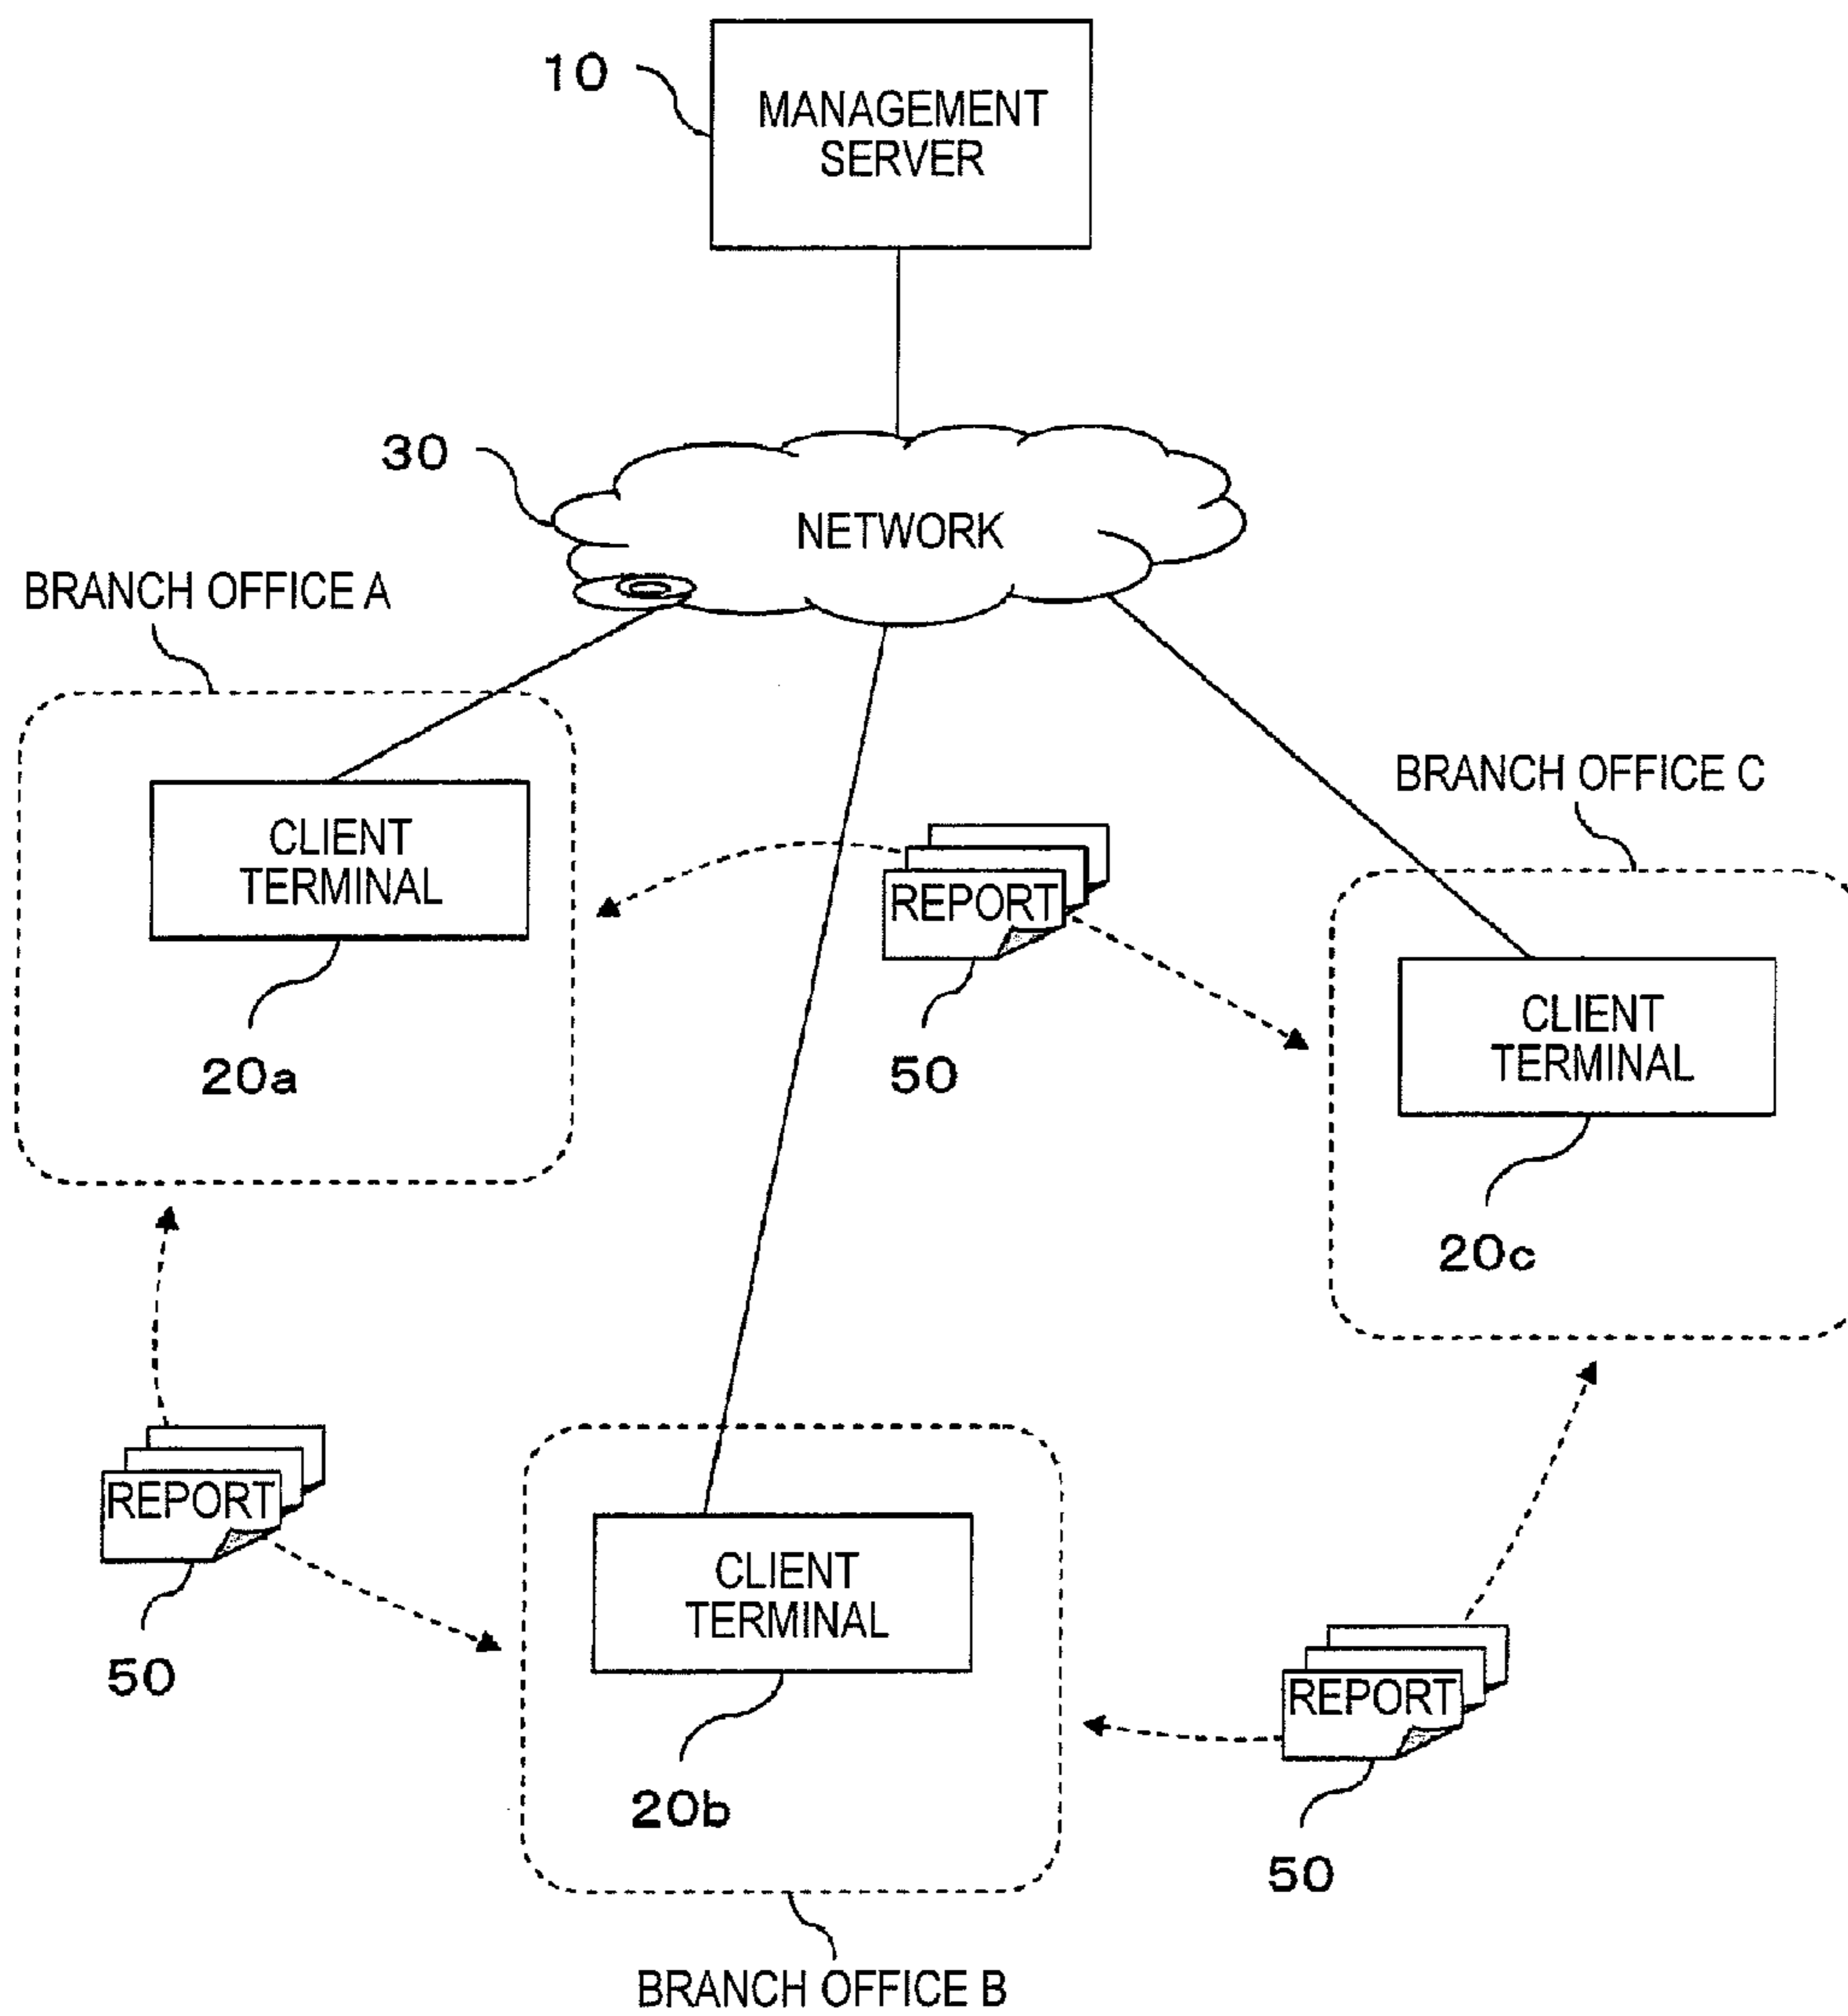 10
MANAGEMENT
SERVER
30
NETWORK
BRANCH OFFICE A
CLIENT
TERMINAL
20a
REPORT
50
BRANCH OFFICE C
CLIENT
TERMINAL
20c
REPORT
50
CLIENT
TERMINAL
20b
REPORT
50
BRANCH OFFICE B